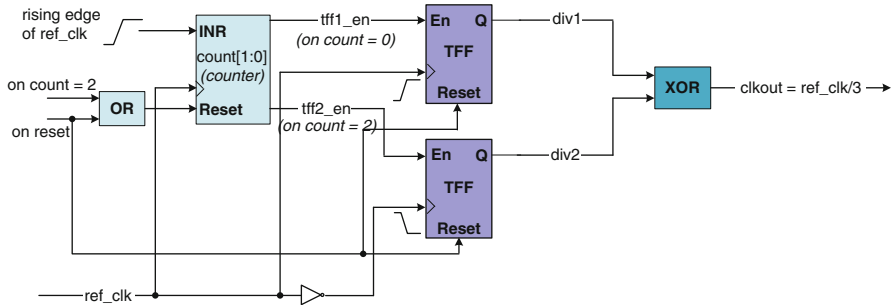 rising edge
of ref_clk
INR
count[1:0]
(counter)
Reset
on count = 2
on reset
OR
tff1_en
(on count = 0)
tff2_en
(on count = 2)
En Q
TFF
Reset
div1
En Q
TFF
Reset
div2
XOR
clkout = ref_clk/3
ref_clk